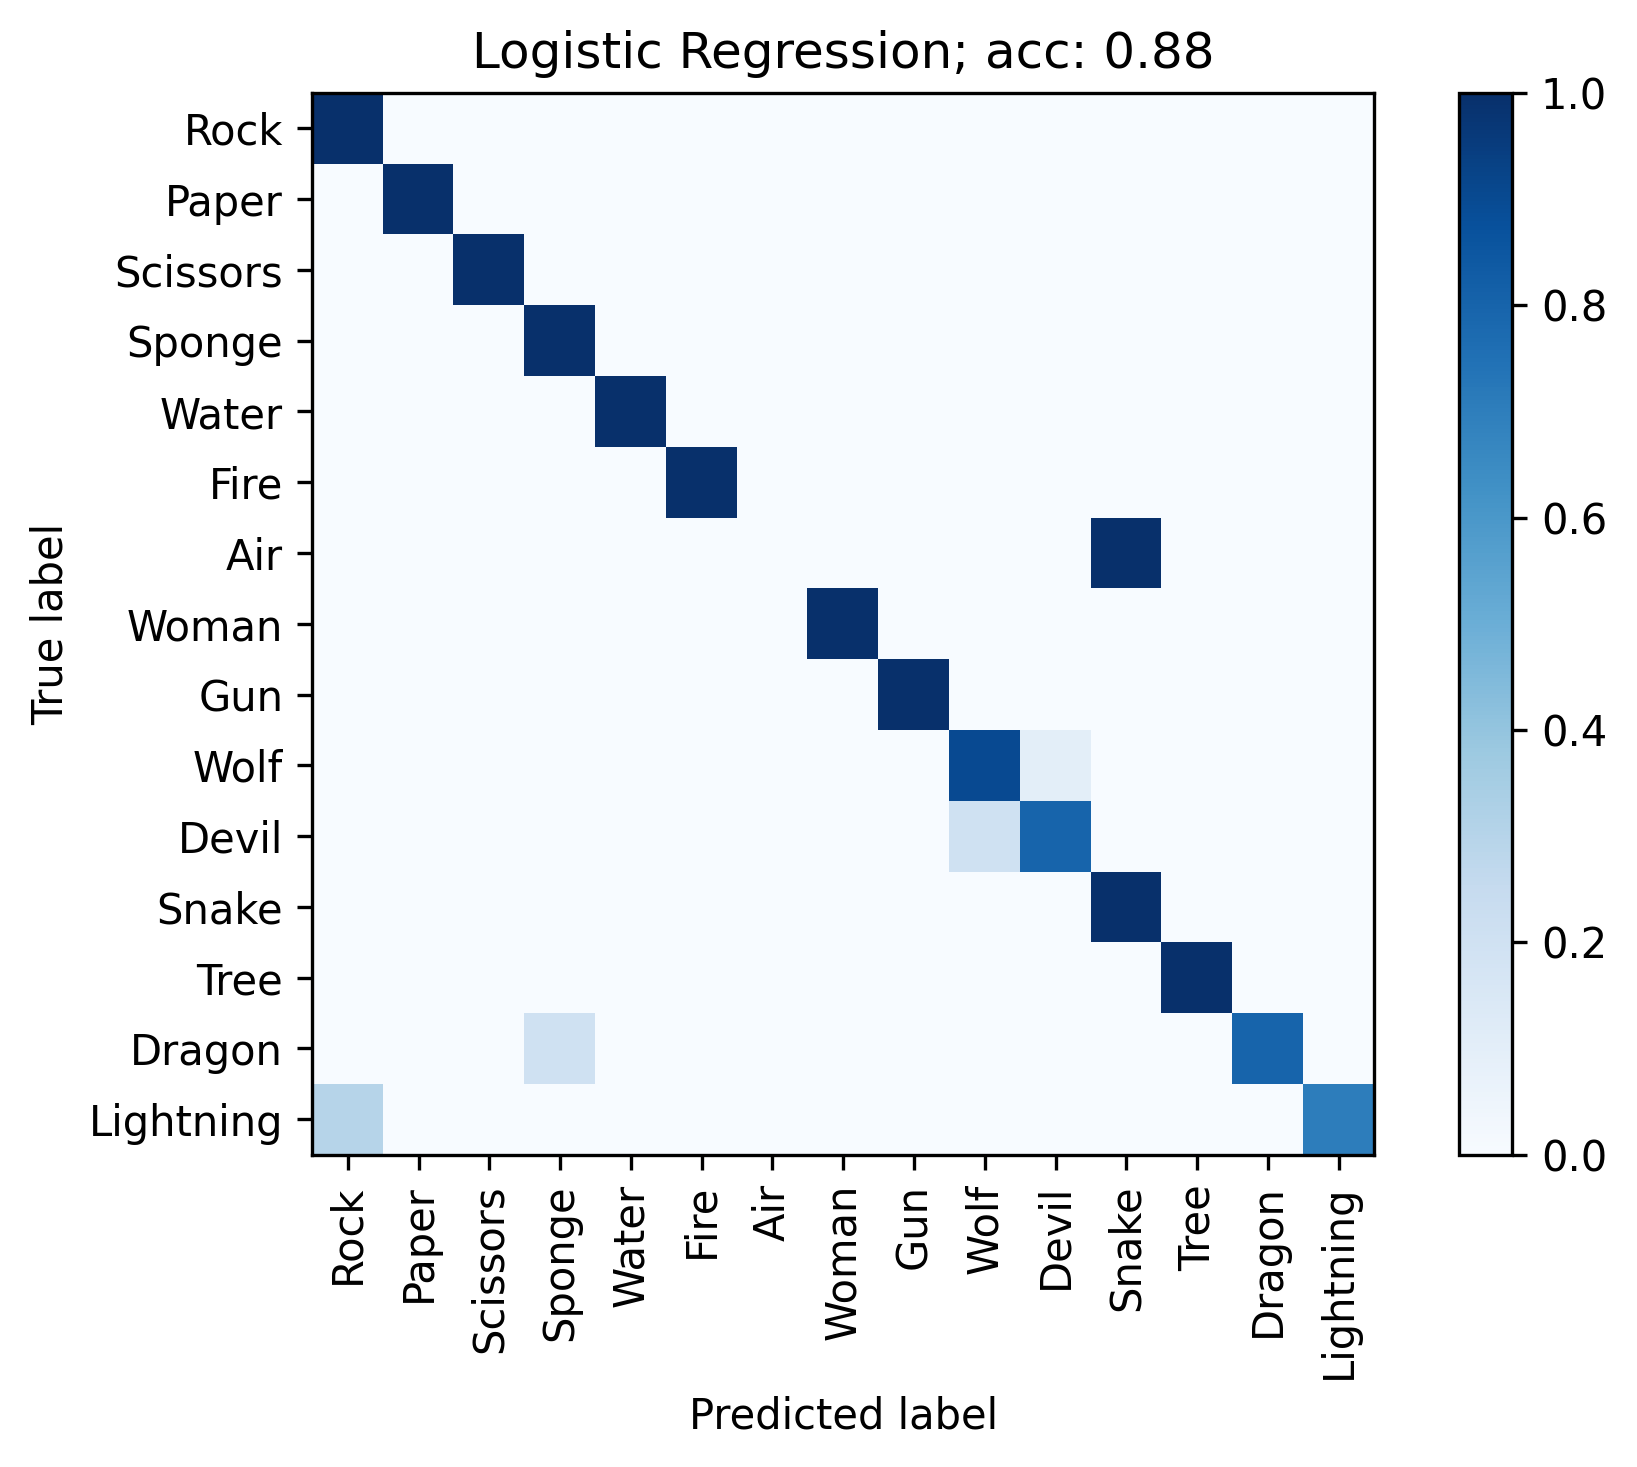 Logistic Regression; acc: 0.88
True label
Rock
Paper
Scissors
Sponge
Water
Fire
Air
Woman
Gun
Wolf
Devil
Snake
Tree
Dragon
Lightning
Rock
Paper
Scissors
Sponge
Water
Fire
Air
Woman
Gun
Wolf
Devil
Snake
Tree
Dragon
Lightning
Predicted label
1.0
0.8
0.6
0.4
0.2
0.0